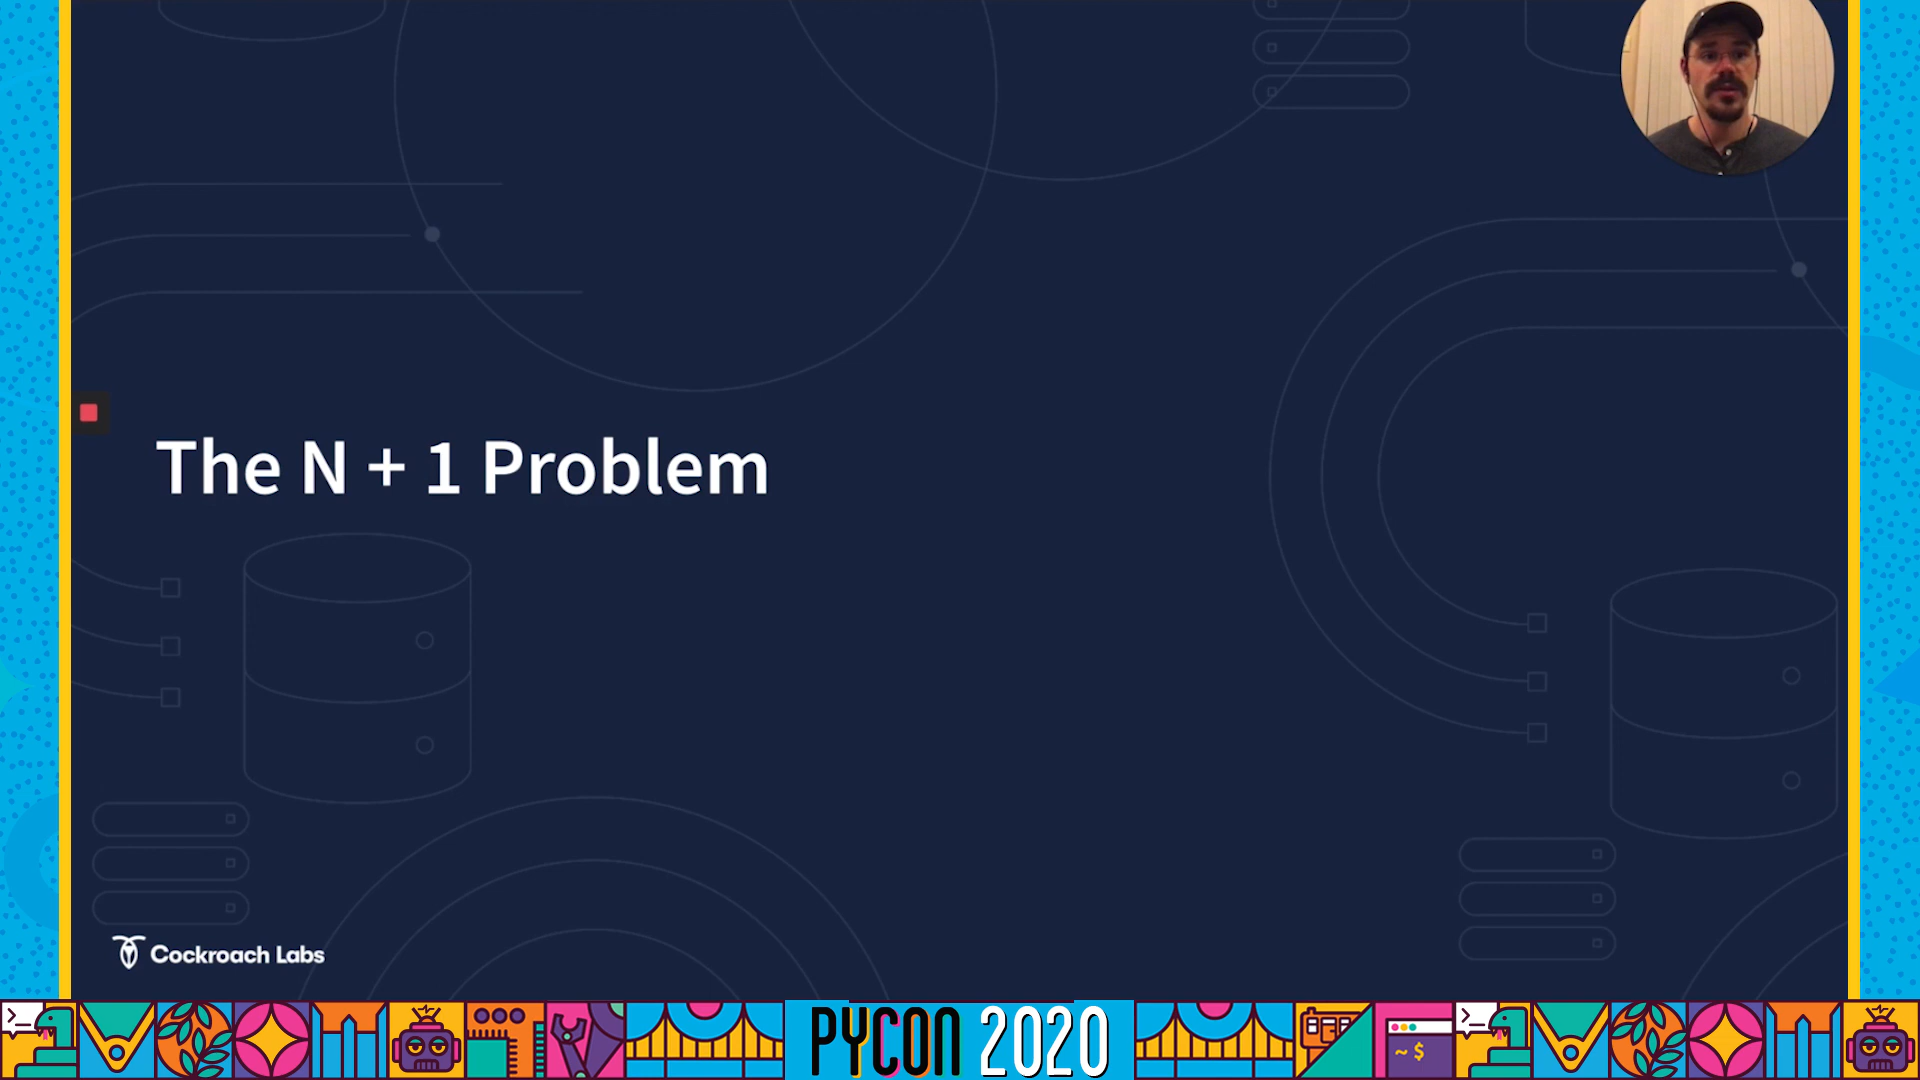 The N + 1 Problem
Cockroach Labs
PYCON 2020
~ $